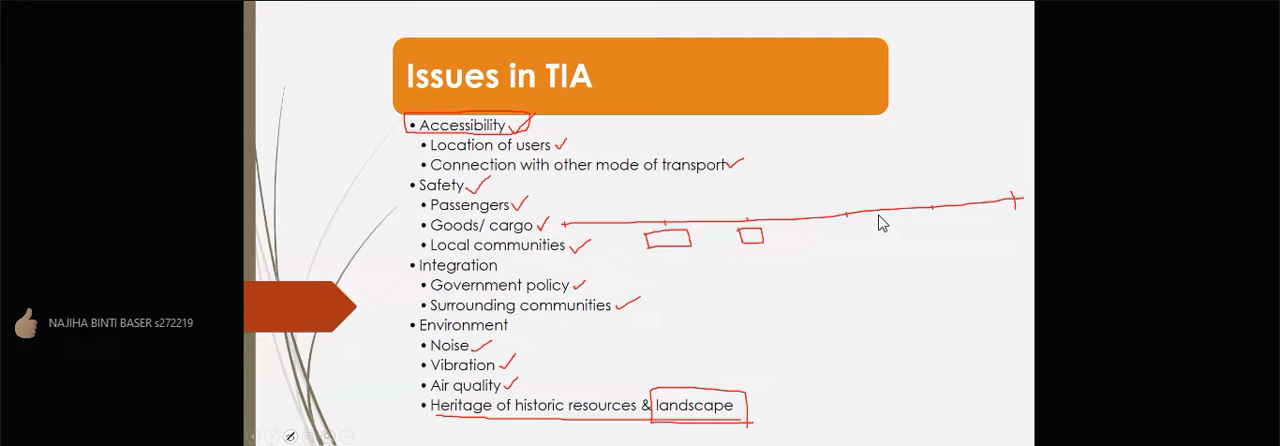 Issues in TIA
• Accessibility
• Location of users
• Connection with other mode of transport
• Safety
• Passengers
• Goods/ cargo
• Local communities
• Integration
• Government policy
• Surrounding communities
• Environment
• Noise
• Vibration
• Air quality
• Heritage of historic resources & landscape
NAJIHA BINTI BASER s272219